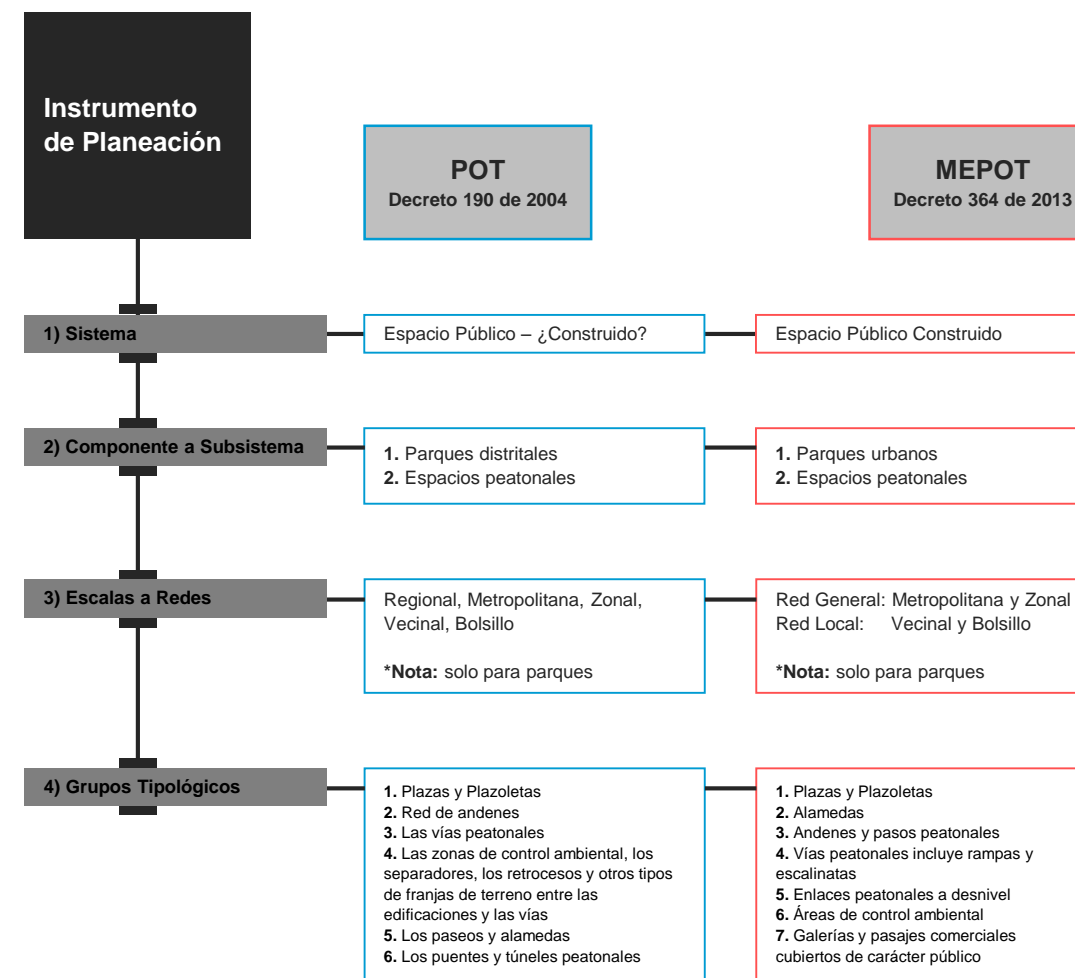 Instrumento
de Planeación
POT
Decreto 190 de 2004
MEPOT
Decreto 364 de 2013
1) Sistema
Espacio Público – ¿Construido?
Espacio Público Construido
2) Componente a Subsistema
1. Parques distritales
2. Espacios peatonales
1. Parques urbanos
2. Espacios peatonales
3) Escalas a Redes
Regional, Metropolitana, Zonal,
Vecinal, Bolsillo
*Nota: solo para parques
Red General: Metropolitana y Zonal
Red Local: Vecinal y Bolsillo
*Nota: solo para parques
4) Grupos Tipológicos
1. Plazas y Plazoletas
2. Red de andenes
3. Las vías peatonales
4. Las zonas de control ambiental, los
separadores, los retrocesos y otros tipos
de franjas de terreno entre las
edificaciones y las vías
5. Los paseos y alamedas
6. Los puentes y túneles peatonales
1. Plazas y Plazoletas
2. Alamedas
3. Andenes y pasos peatonales
4. Vías peatonales incluye rampas y
escalinatas
5. Enlaces peatonales a desnivel
6. Áreas de control ambiental
7. Galerías y pasajes comerciales
cubiertos de carácter público